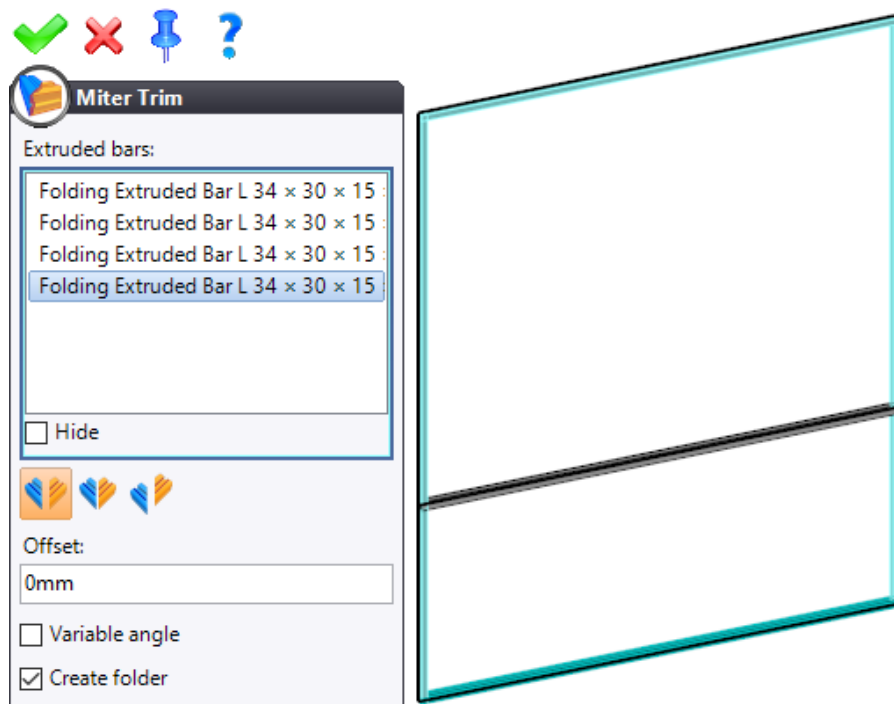 Miter Trim
Extruded bars:
Folding Extruded Bar L 34 × 30 × 15
Folding Extruded Bar L 34 × 30 × 15
Folding Extruded Bar L 34 × 30 × 15
Folding Extruded Bar L 34 × 30 × 15
Hide
Offset:
0mm
Variable angle
Create folder